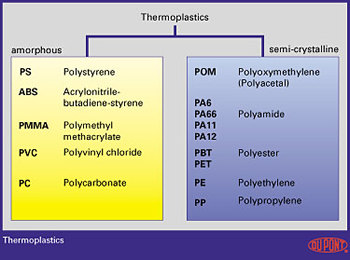 Thermoplastics
amorphous
semi-crystalline
PS Polystyrene
ABS Acrylonitrile-
butadiene-styrene
PMMA Polymethyl
methacrylate
PVC Polyvinyl chloride
PC Polycarbonate
POM Polyoxymethylene
(Polyacetal)
PA6
PA66 Polyamide
PA11
PA12
PBT Polyester
PET
PE Polyethylene
PP Polypropylene
Thermoplastics
DUPONT